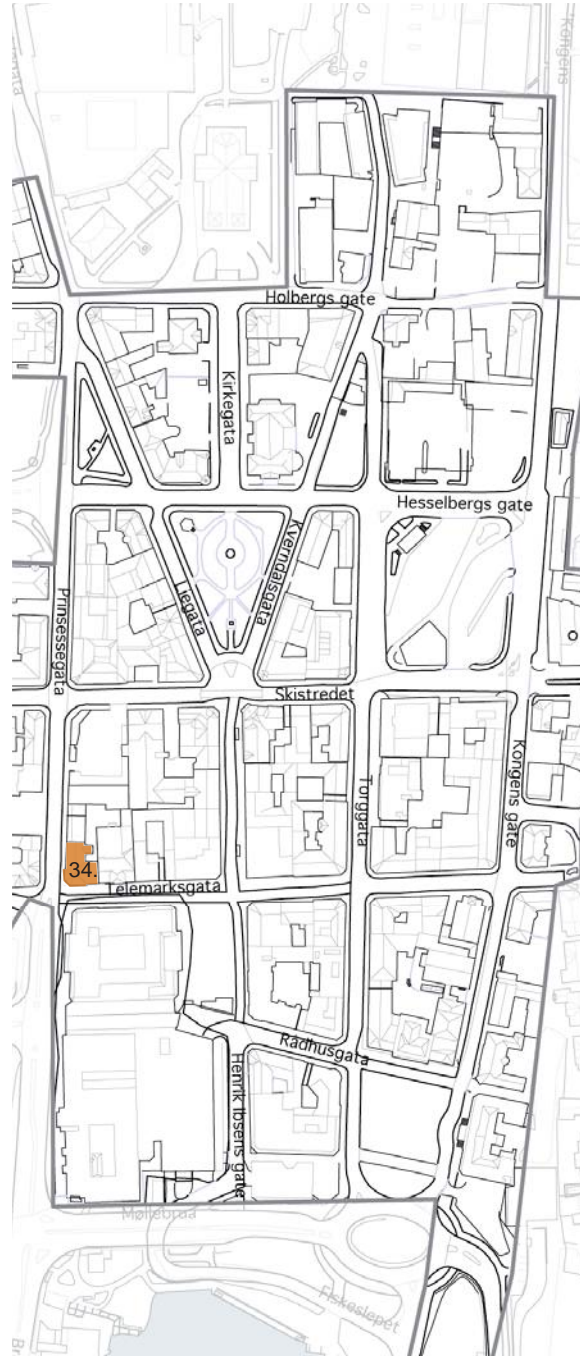 Kongens
Holbergs gate
Kirkegata
Hesselbergs gate
Kverndalsgata
Liegata
Prinsessegata
Skistredet
Torggata
Kongens gate
34.
Telemarksgata
Rådhusgata
Henrik Ibsens gate
Møllebrua
Fiskeslepet